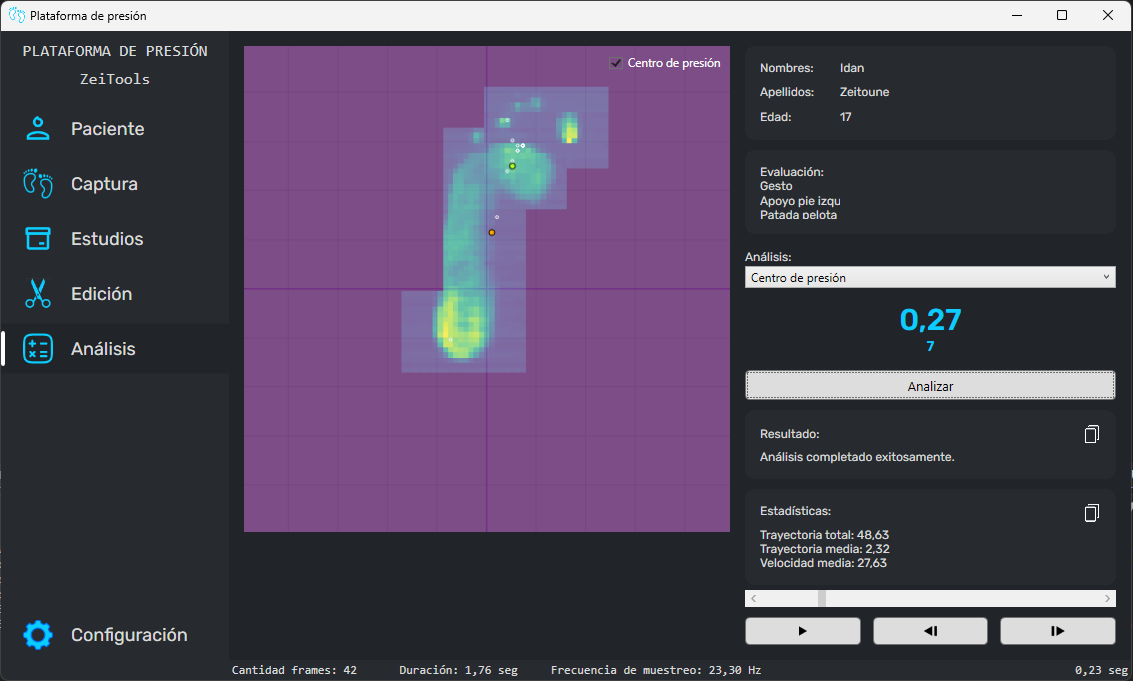 Plataforma de presión
PLATAFORMA DE PRESIÓN
ZeiTools
Paciente
Captura
Estudios
Edición
Análisis
Configuración
Centro de presión
Nombres: Idan
Apellidos: Zeitoune
Edad: 17
Evaluación:
Gesto
Apoyo pie izqu
Patada pelota
Análisis:
Centro de presión
0,27
7
Analizar
Resultado:
Análisis completado exitosamente.
Estadísticas:
Trayectoria total: 48,63
Trayectoria media: 2,32
Velocidad media: 27,63
Cantidad frames: 42 Duración: 1,76 seg Frecuencia de muestreo: 23,30 Hz 0,23 seg